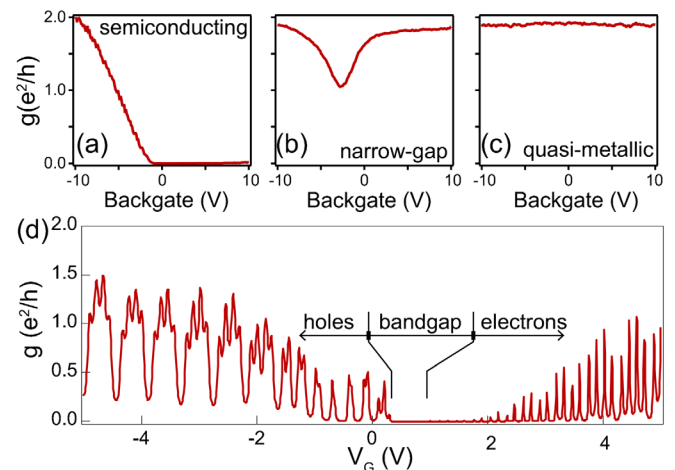 2.0
semiconducting
g(e²/h)
1.0
(a)
(b)
(c)
narrow-gap
quasi-metallic
0.0
-10 0 10
-10 0 10
-10 0 10
Backgate (V)
Backgate (V)
Backgate (V)
(d)
2.0
1.5
g (e²/h)
holes bandgap electrons
1.0
0.5
0.0
-4 -2 0 2 4
V_G (V)